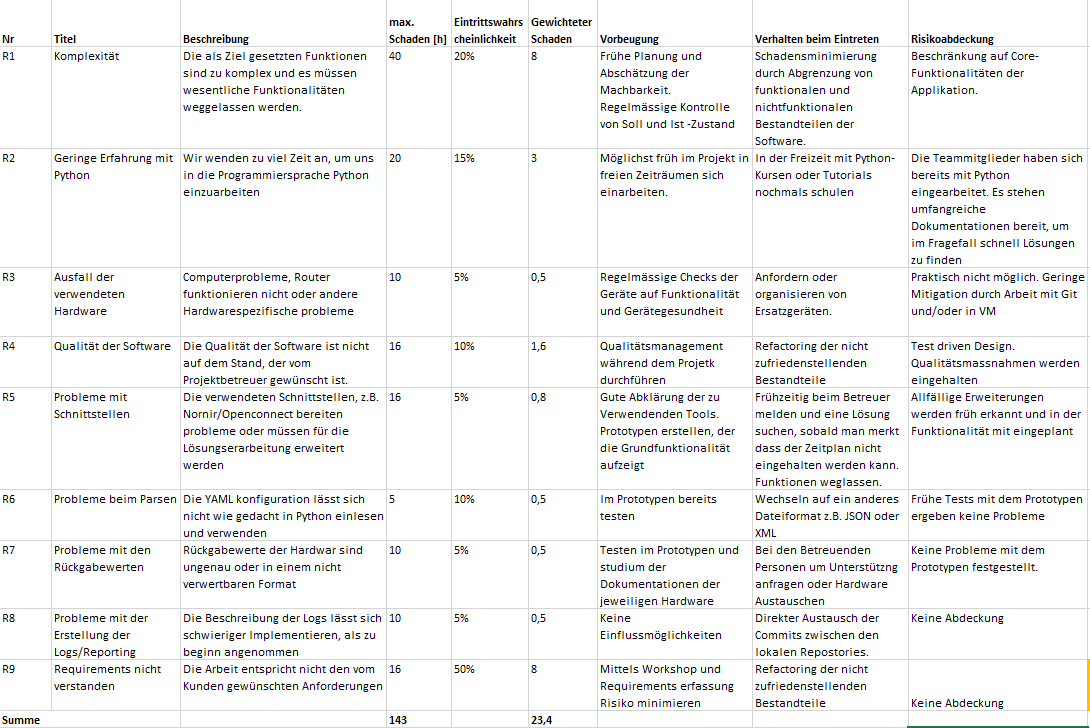 max. Eintrittswahrs Gewichteter
Nr Titel Beschreibung Schaden [h] cheinlichkeit Schaden Vorbeugung Verhalten beim Eintreten Risikoabdeckung
R1 Komplexität Die als Ziel gesetzten Funktionen 40 20% 8 Frühe Planung und Schadensminimierung Beschränkung auf Core-
sind zu komplex und es müssen Abschätzung der durch Abgrenzung von Funktionalitäten der
wesentliche Funktionalitäten Machbarkeit. funktionalen und Applikation.
weggelassen werden. Regelmässige Kontrolle nichtfunktionalen
von Soll und Ist -Zustand Bestandteilen der
Software.
R2 Geringe Erfahrung mit Wir wenden zu viel Zeit an, um uns 20 15% 3 Möglichst früh im Projekt in In der Freizeit mit Python- Die Teammitglieder haben sich
Python in die Programmiersprache Python freien Zeiträumen sich Kursen oder Tutorials bereits mit Python
einzuarbeiten einarbeiten. nochmals schulen eingearbeitet. Es stehen
umfangreiche
Dokumentationen bereit, um
im Fragefall schnell Lösungen
zu finden
R3 Ausfall der Computerprobleme, Router 10 5% 0,5 Regelmässige Checks der Anfordern oder Praktisch nicht möglich. Geringe
verwendeten funktionieren nicht oder andere Geräte auf Funktionalität organisieren von Mitigation durch Arbeit mit Git
Hardware Hardwarespezifische probleme und Gerätegesundheit Ersatzgeräten. und/oder in VM
R4 Qualität der Software Die Qualität der Software ist nicht 16 10% 1,6 Qualitätsmanagement Refactoring der nicht Test driven Design.
auf dem Stand, der vom während dem Projetk zufriedenstellenden Qualitätsmassnahmen werden
Projektbetreuer gewünscht ist. durchführen Bestandteile eingehalten
R5 Probleme mit Die verwendeten Schnittstellen, z.B. 16 5% 0,8 Gute Abklärung der zu Frühzeitig beim Betreuer Allfällige Erweiterungen
Schnittstellen Nornir/Openconnect bereiten Verwendenden Tools. melden und eine Lösung werden früh erkannt und in der
probleme oder müssen für die Prototypen erstellen, der suchen, sobald man merkt Funktionalität mit eingeplant
Lösungserarbeitung erweitert die Grundfunktionalität dass der Zeitplan nicht
werden aufzeigt eingehalten werden kann.
Funktionen weglassen.
R6 Probleme beim Parsen Die YAML konfiguration lässt sich 5 10% 0,5 Im Prototypen bereits Wechseln auf ein anderes Frühe Tests mit dem Prototypen
nicht wie gedacht in Python einlesen testen Dateiformat z.B. JSON oder ergeben keine Probleme
und verwenden XML
R7 Probleme mit den Rückgabewerte der Hardwar sind 10 5% 0,5 Testen im Prototypen und Bei den Betreuenden Keine Probleme mit dem
Rückgabewerten ungenau oder in einem nicht studium der Personen um Unterstützng Prototypen festgestellt.
verwertbaren Format Dokumentationen der anfragen oder Hardware
jeweiligen Hardware Austauschen
R8 Probleme mit der Die Beschreibung der Logs lässt sich 10 5% 0,5 Keine Direkter Austausch der Keine Abdeckung
Erstellung der schwieriger Implementieren, als zu Einflussmöglichkeiten Commits zwischen den
Logs/Reporting beginn angenommen lokalen Repostories.
R9 Requirements nicht Die Arbeit entspricht nicht den vom 16 50% 8 Mittels Workshop und Refactoring der nicht
verstanden Kunden gewünschten Anforderungen Requirements erfassung zufriedenstellenden
Risiko minimieren Bestandteile Keine Abdeckung
Summe 143 23,4